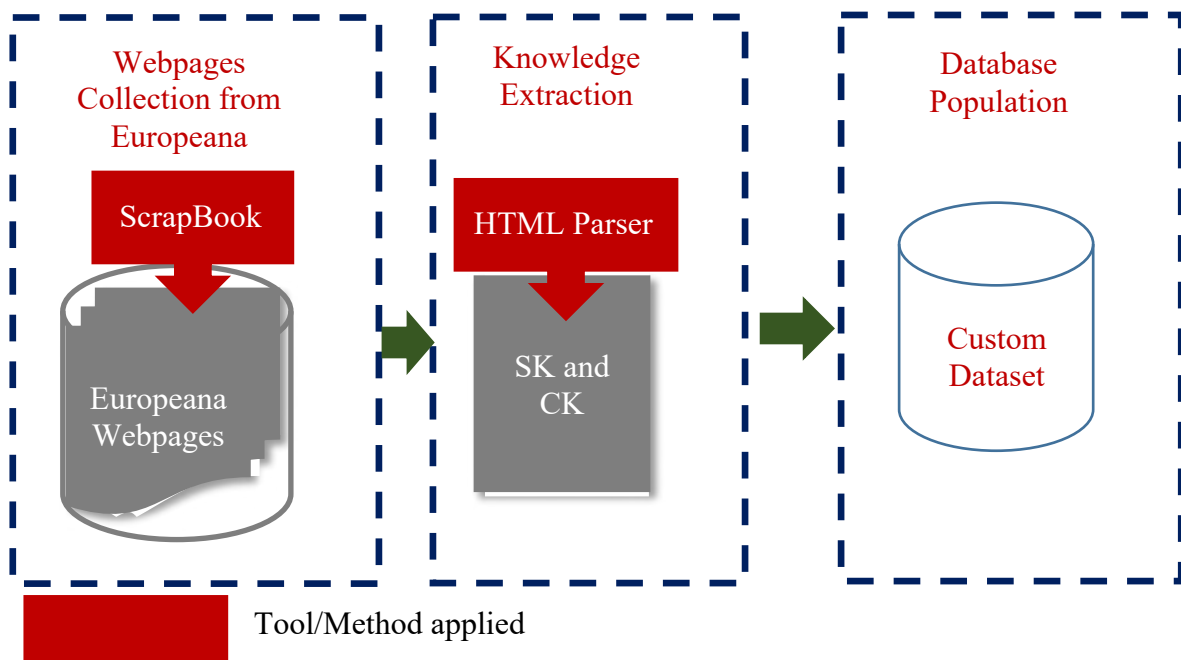 Webpages
Collection from
Europeana
ScrapBook
Europeana
Webpages
Knowledge
Extraction
HTML Parser
SK and
CK
Database
Population
Custom
Dataset
Tool/Method applied